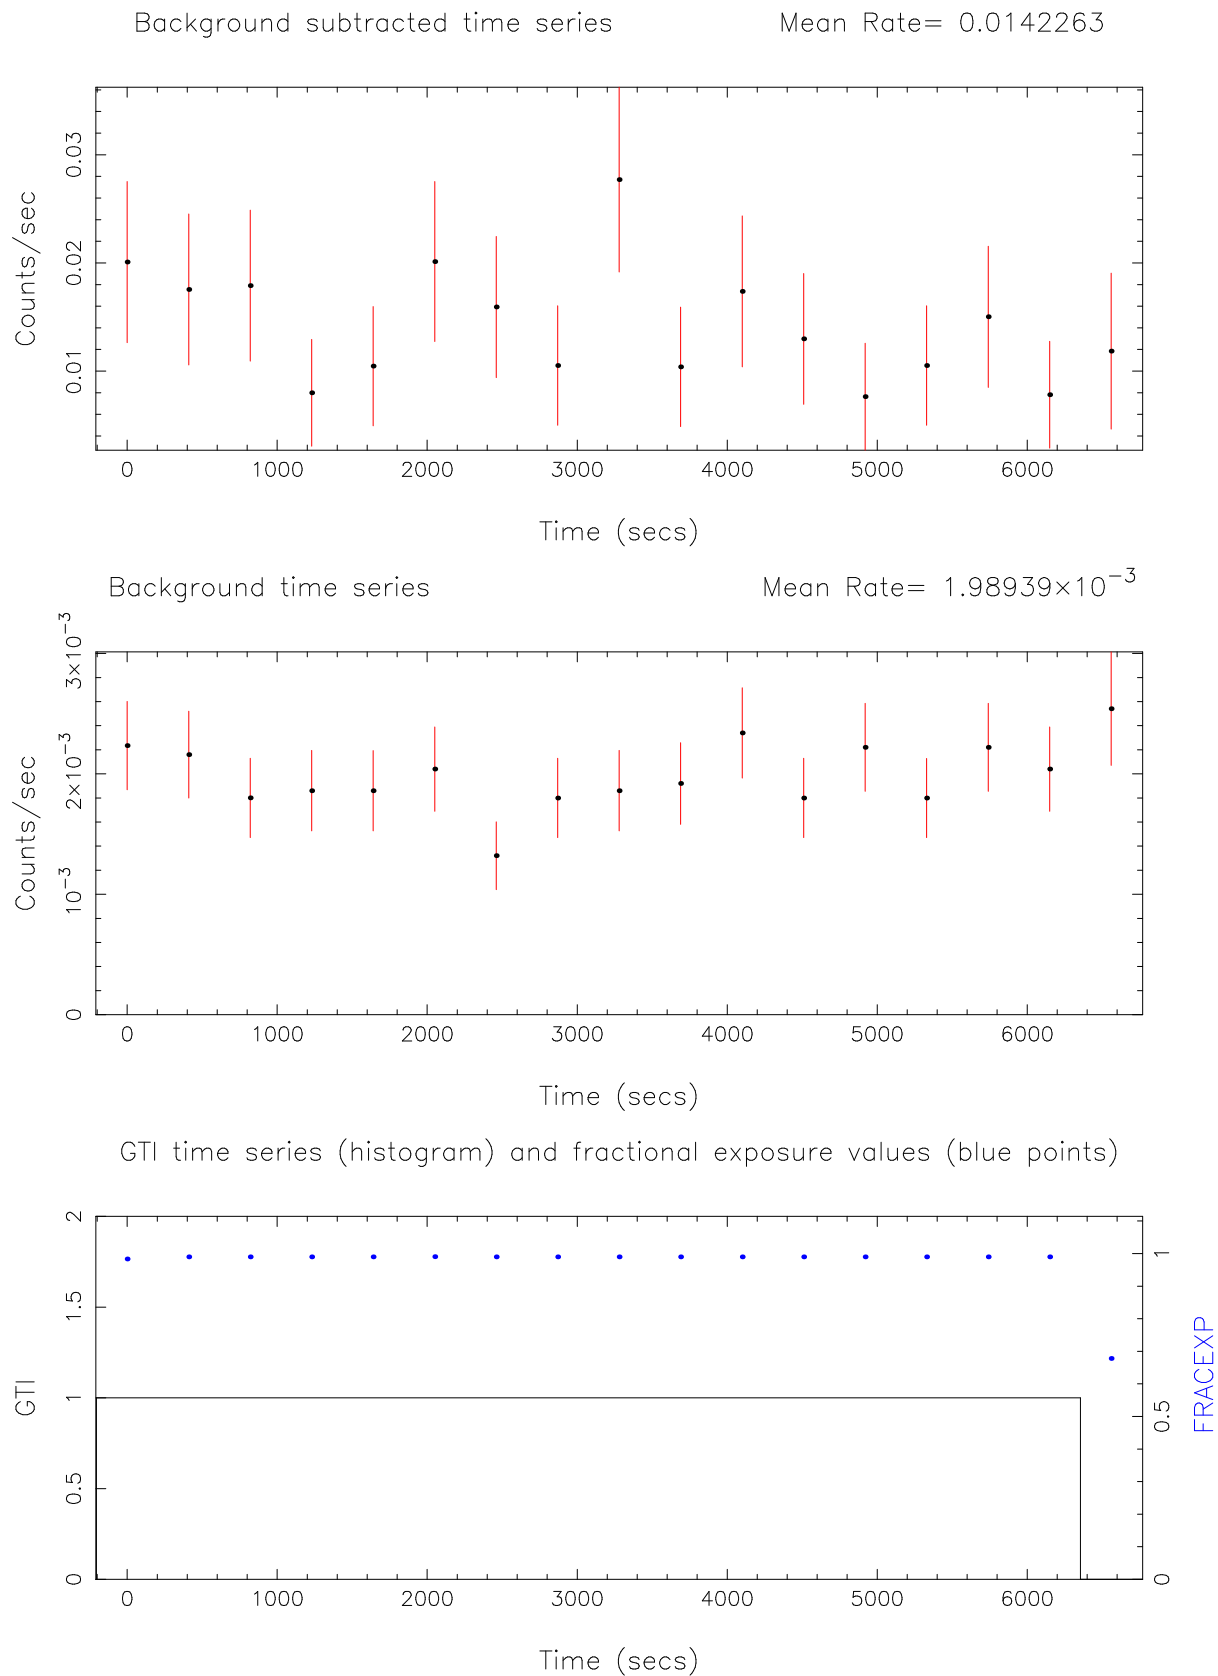 Background subtracted time series Mean Rate= 0.0142263
0.03
0.02
0.01
Counts/sec
0 1000 2000 3000 4000 5000 6000
Time (secs)
Background time series Mean Rate= 1.98939×10⁻³
3×10⁻³
2×10⁻³
10⁻³
0
Counts/sec
0 1000 2000 3000 4000 5000 6000
Time (secs)
GTI time series (histogram) and fractional exposure values (blue points)
2
1.5
1
0.5
0
GTI
1
0.5
0
FRACEXP
0 1000 2000 3000 4000 5000 6000
Time (secs)